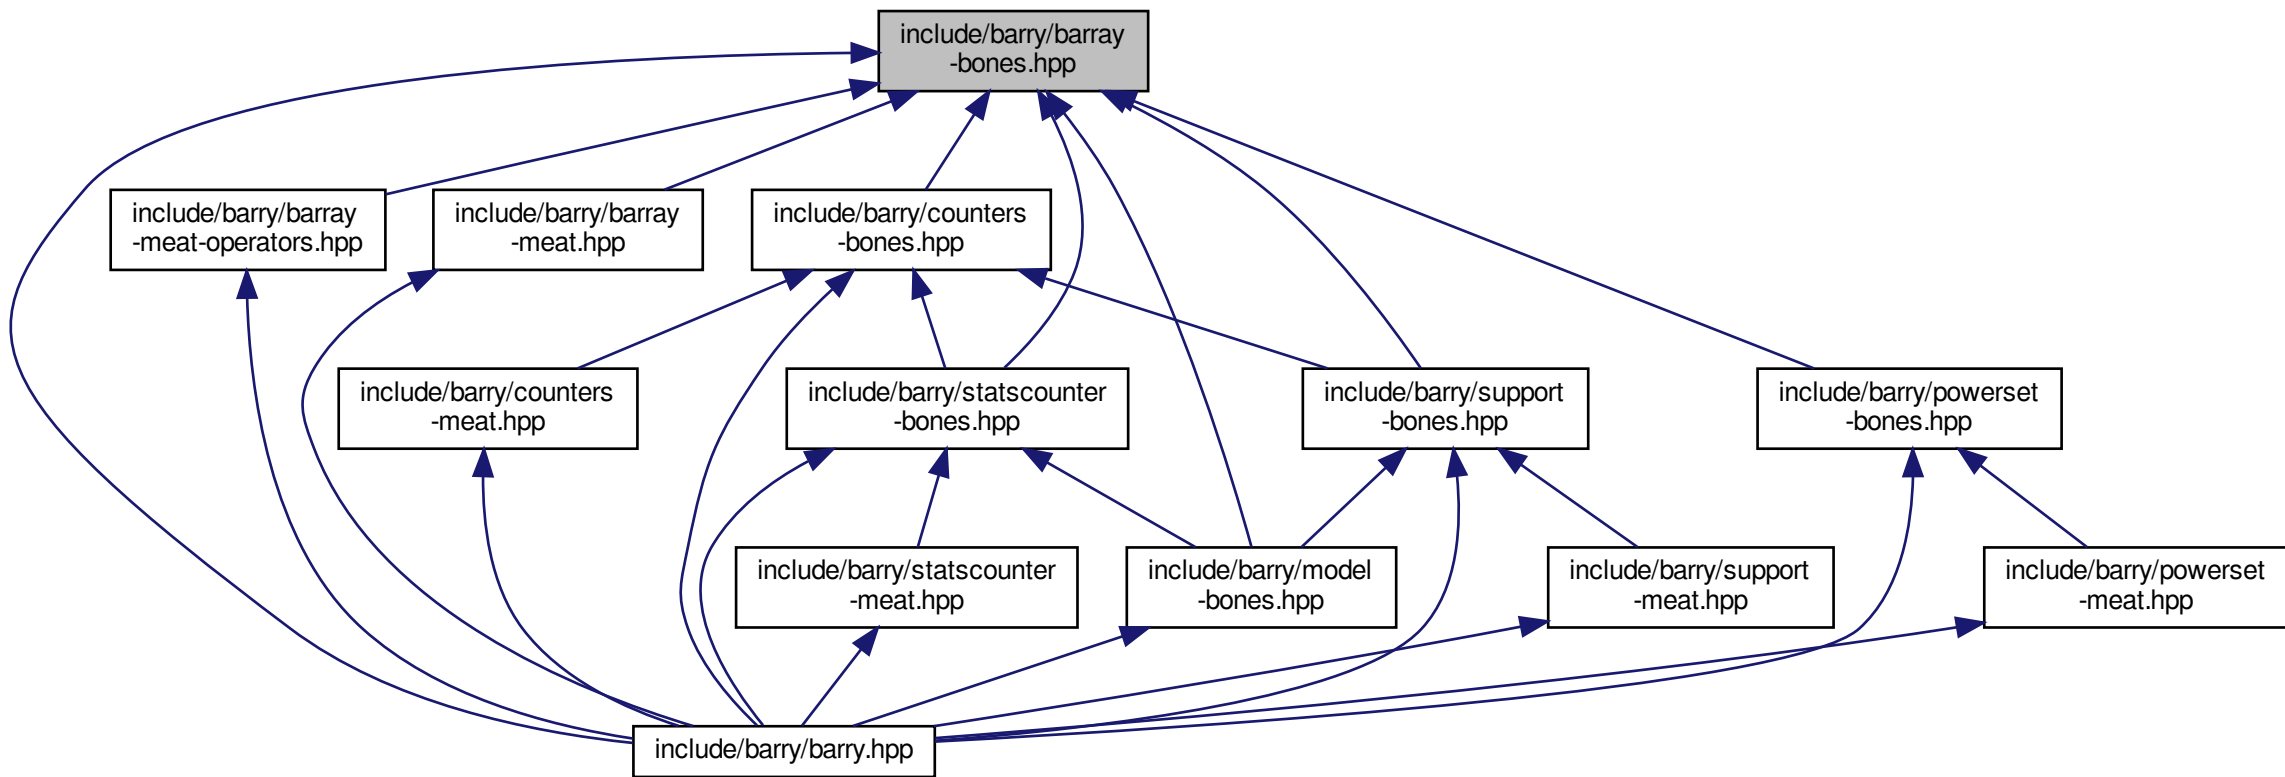 include/barry/barray
-bones.hpp
include/barry/barray
-meat-operators.hpp
include/barry/barray
-meat.hpp
include/barry/counters
-bones.hpp
include/barry/counters
-meat.hpp
include/barry/statscounter
-bones.hpp
include/barry/support
-bones.hpp
include/barry/powerset
-bones.hpp
include/barry/statscounter
-meat.hpp
include/barry/model
-bones.hpp
include/barry/support
-meat.hpp
include/barry/powerset
-meat.hpp
include/barry/barry.hpp